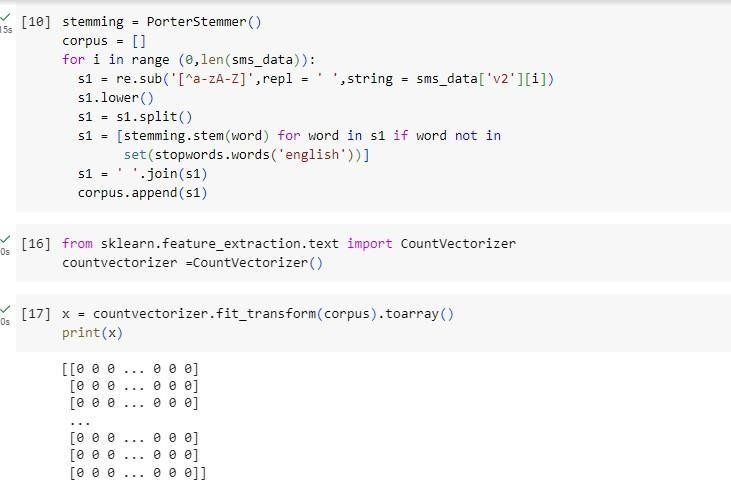 [10] stemming = PorterStemmer()
15s
corpus = []
for i in range (0,len(sms_data)):
s1 = re.sub('[^a-zA-Z]',repl = ' ',string = sms_data['v2'][i])
s1.lower()
s1 = s1.split()
s1 = [stemming.stem(word) for word in s1 if word not in
set(stopwords.words('english'))]
s1 = ' '.join(s1)
corpus.append(s1)
[16] from sklearn.feature_extraction.text import CountVectorizer
0s
countvectorizer =CountVectorizer()
[17] x = countvectorizer.fit_transform(corpus).toarray()
0s
print(x)
[[0 0 0 ... 0 0 0]
[0 0 0 ... 0 0 0]
[0 0 0 ... 0 0 0]
...
[0 0 0 ... 0 0 0]
[0 0 0 ... 0 0 0]
[0 0 0 ... 0 0 0]]